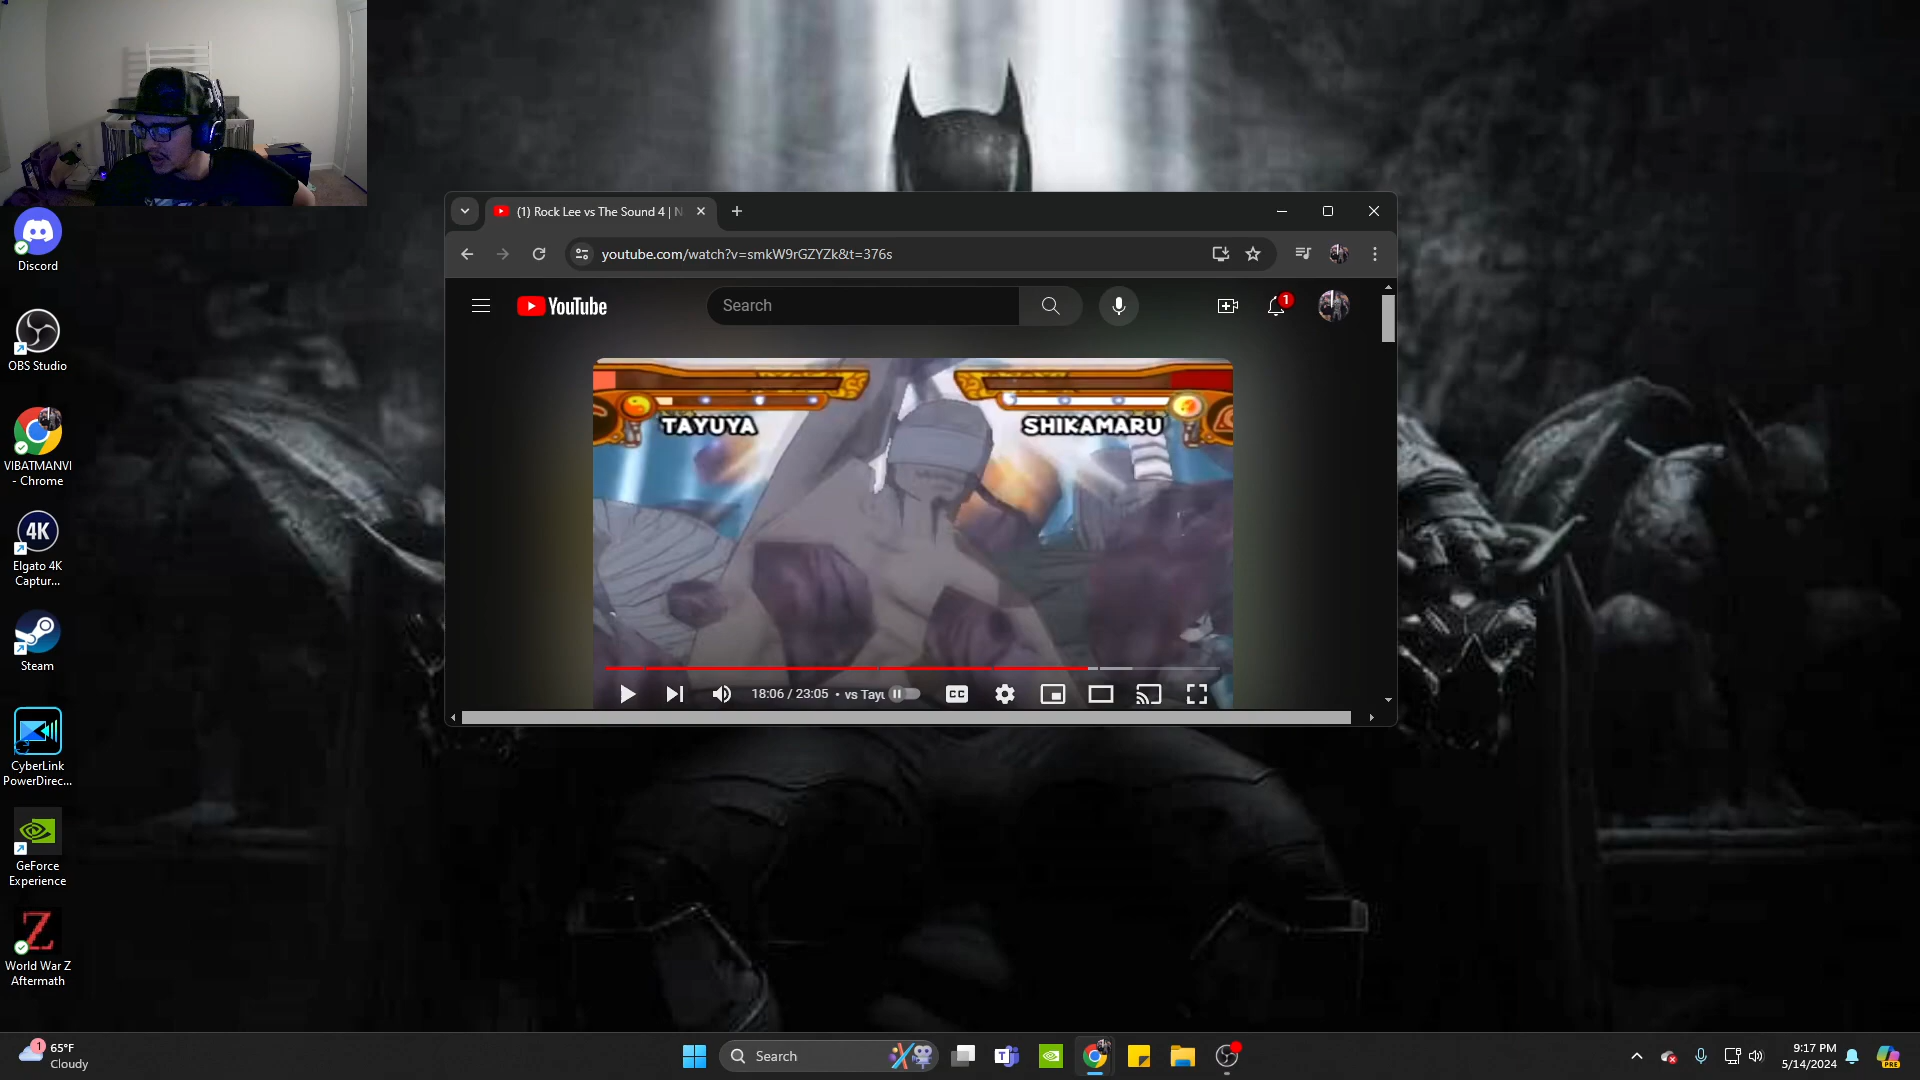 (1) Rock Lee vs The Sound 4 | N
youtube.com/watch?v=smkW9rGZYZk&t=376s
YouTube
Search
1
TAYUYA
SHIKAMARU
18:06 / 23:05 • vs Tayu
CC
Discord
OBS Studio
VIBATMANVI
- Chrome
4K
Elgato 4K
Captur...
Steam
CyberLink
PowerDirec...
GeForce
Experience
Z
World War Z
Aftermath
1
65°F
Cloudy
Search
T
9:17 PM
5/14/2024
PRE